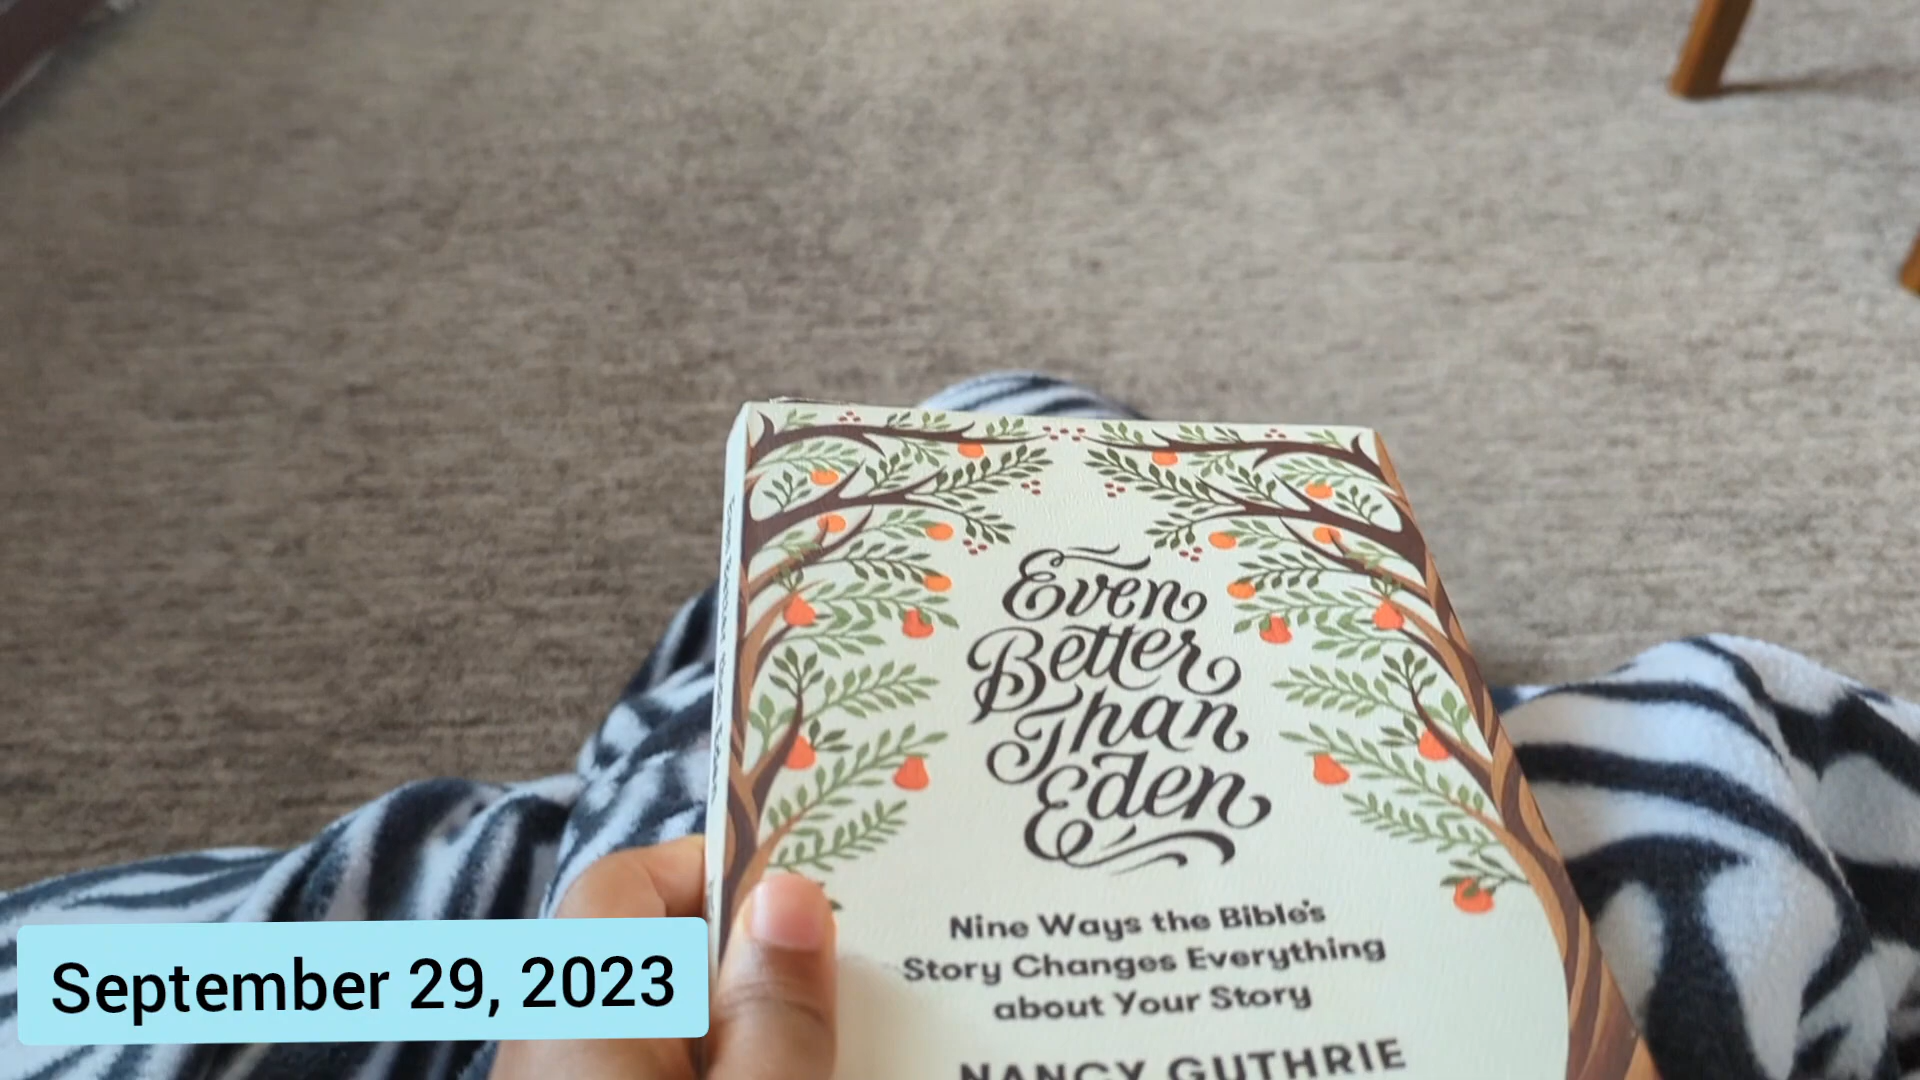 Even
Better
Than
Eden
Nine Ways the Bible's
Story Changes Everything
about Your Story
NANCY GUTHRIE
September 29, 2023